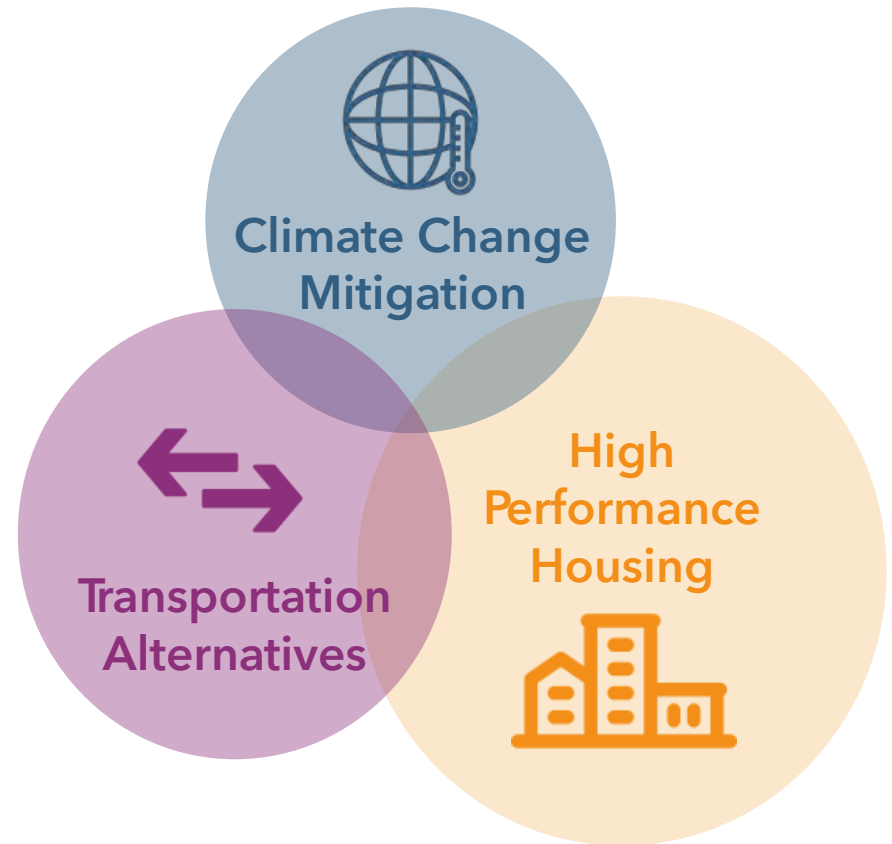 Climate Change
Mitigation
High
Performance
Housing
Transportation
Alternatives